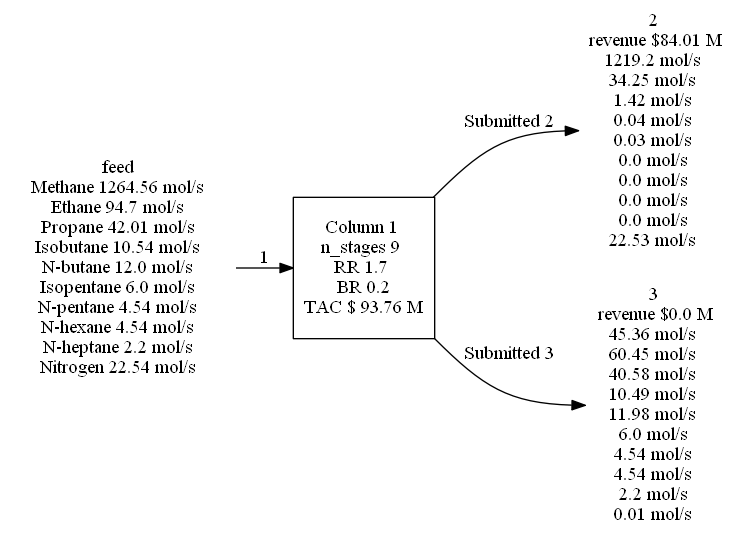 feed
Methane 1264.56 mol/s
Ethane 94.7 mol/s
Propane 42.01 mol/s
Isobutane 10.54 mol/s
N-butane 12.0 mol/s
Isopentane 6.0 mol/s
N-pentane 4.54 mol/s
N-hexane 4.54 mol/s
N-heptane 2.2 mol/s
Nitrogen 22.54 mol/s
1
Column 1
n_stages 9
RR 1.7
BR 0.2
TAC $ 93.76 M
Submitted 2
2
revenue $84.01 M
1219.2 mol/s
34.25 mol/s
1.42 mol/s
0.04 mol/s
0.03 mol/s
0.0 mol/s
0.0 mol/s
0.0 mol/s
0.0 mol/s
22.53 mol/s
Submitted 3
3
revenue $0.0 M
45.36 mol/s
60.45 mol/s
40.58 mol/s
10.49 mol/s
11.98 mol/s
6.0 mol/s
4.54 mol/s
4.54 mol/s
2.2 mol/s
0.01 mol/s